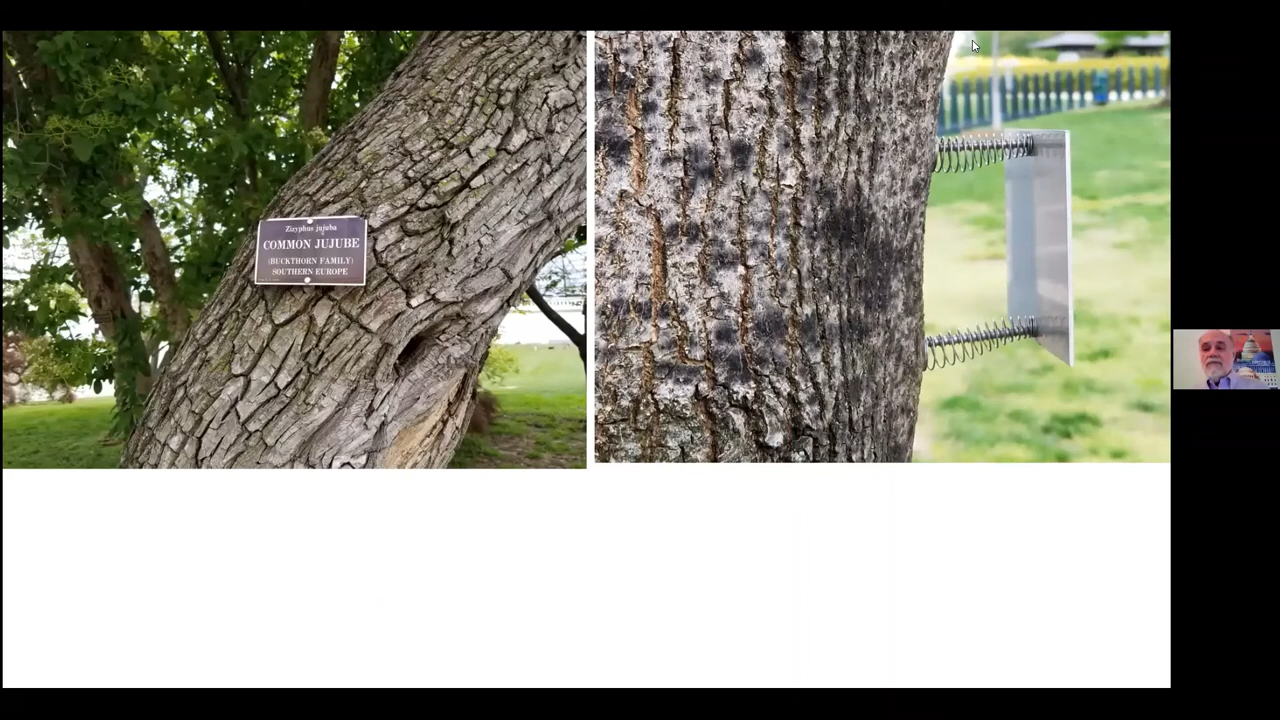 Zizyphus jujuba
COMMON JUJUBE
(BUCKTHORN FAMILY)
SOUTHERN EUROPE